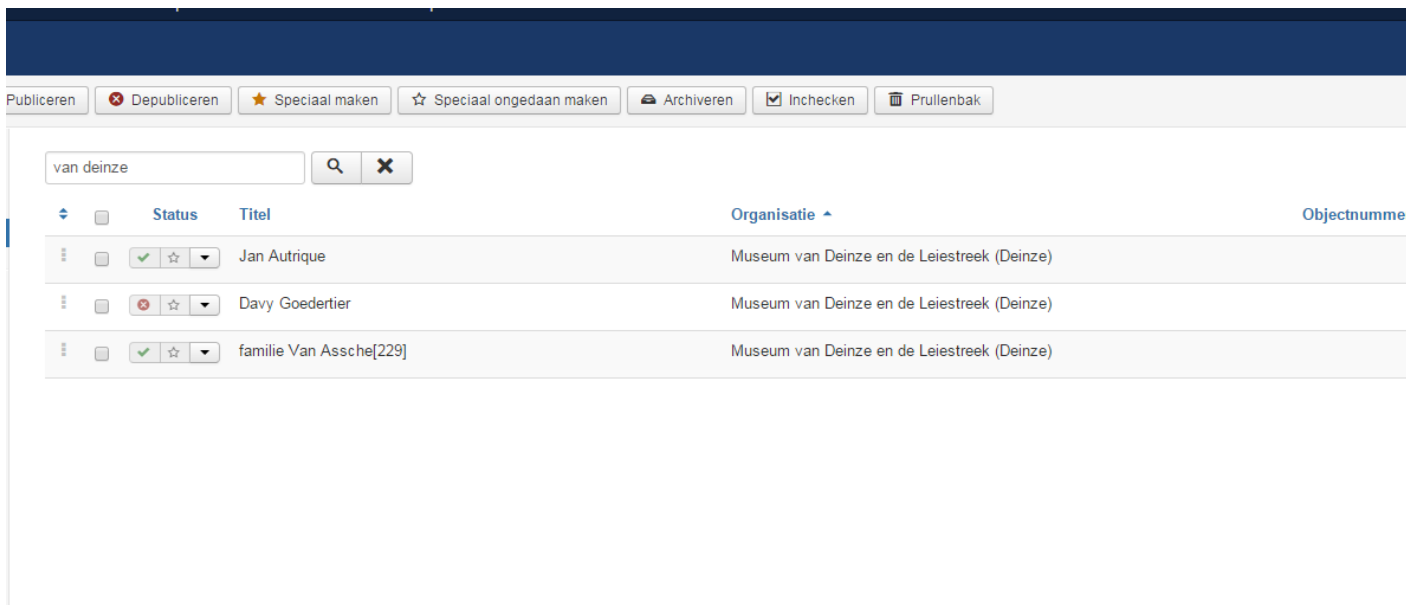 Publiceren Depubliceren Speciaal maken Speciaal ongedaan maken Archiveren Inchecken Prullenbak
van deinze
Status Titel Organisatie Objectnumme
Jan Autrique Museum van Deinze en de Leiestreek (Deinze)
Davy Goedertier Museum van Deinze en de Leiestreek (Deinze)
familie Van Assche[229] Museum van Deinze en de Leiestreek (Deinze)